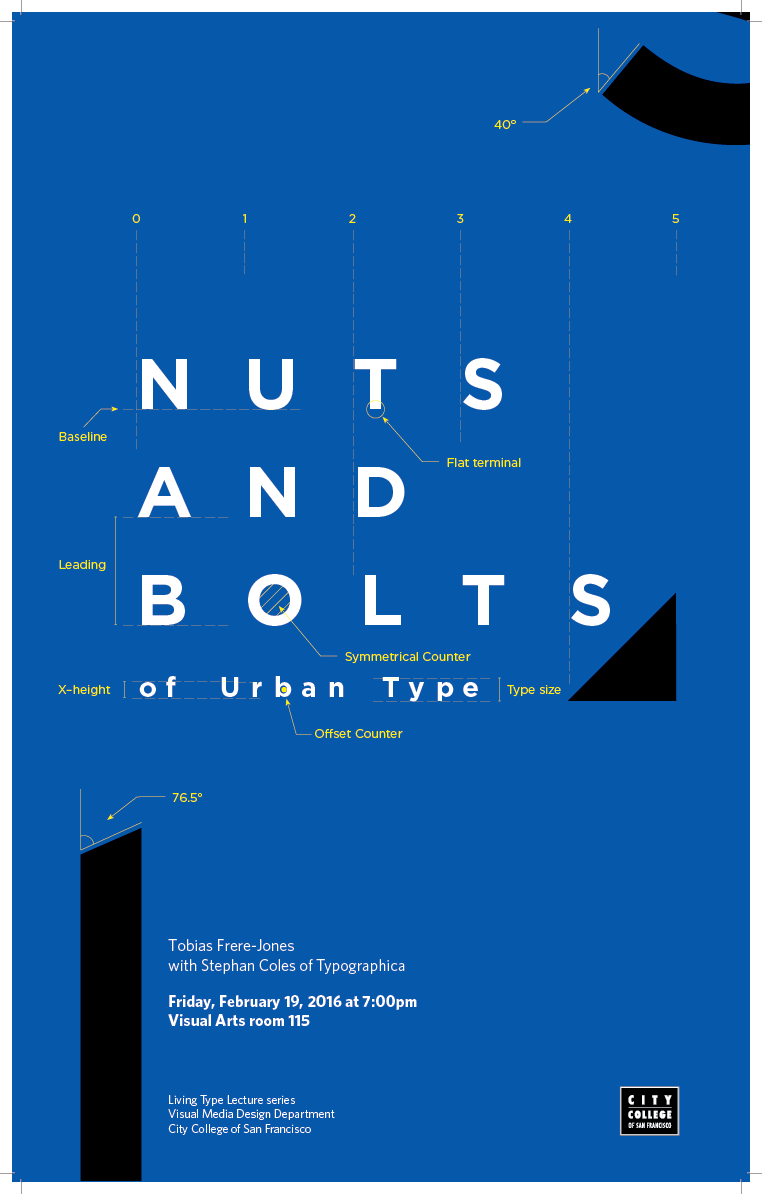 40°
0 1 2 3 4 5
NUTS
Baseline
Flat terminal
AND
Leading
BOLTS
Symmetrical Counter
X-height
of Urban Type
Type size
Offset Counter
76.5°
Tobias Frere-Jones
with Stephan Coles of Typographica
Friday, February 19, 2016 at 7:00pm
Visual Arts room 115
Living Type Lecture series
Visual Media Design Department
City College of San Francisco
CITY
COLLEGE
OF SAN FRANCISCO